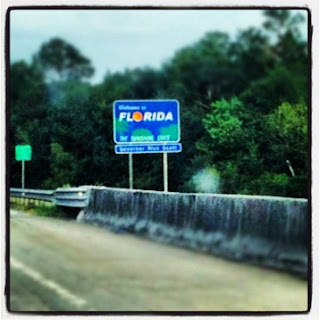 Welcome to
FLORIDA
THE SUNSHINE STATE
Governor Rick Scott